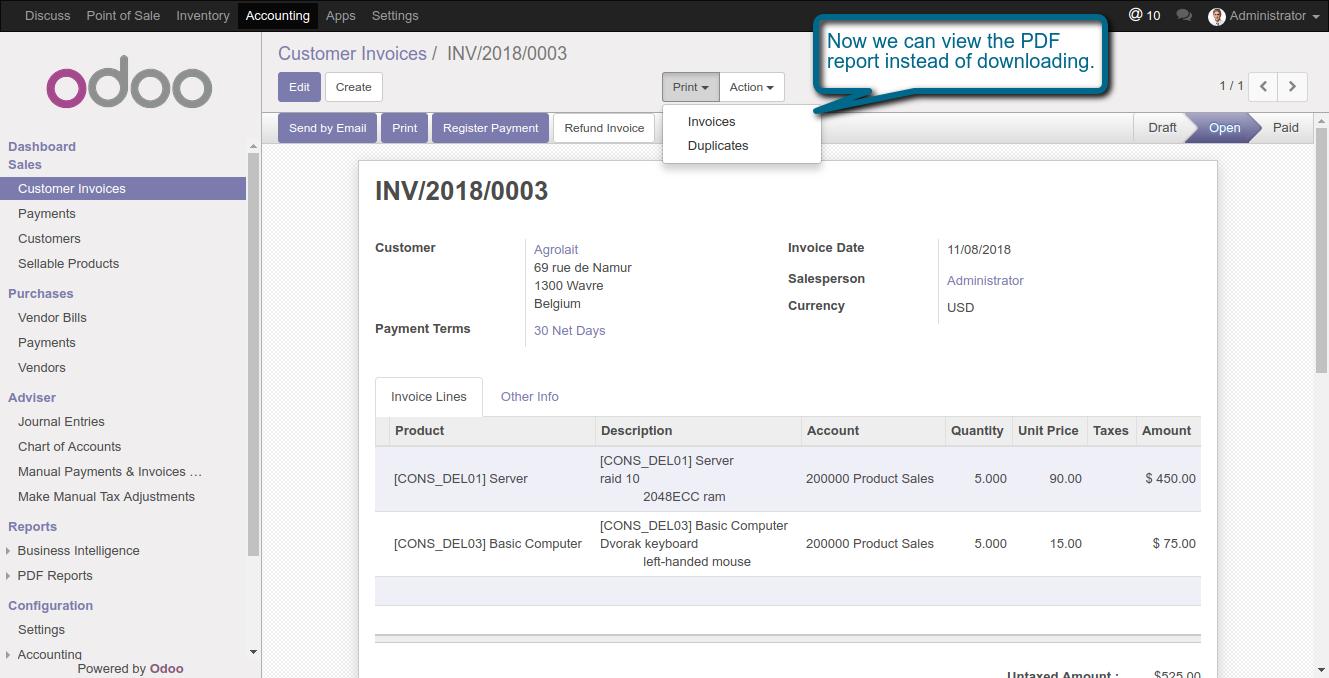 Discuss Point of Sale Inventory Accounting Apps Settings @ 10 Administrator
odoo
Customer Invoices / INV/2018/0003
Now we can view the PDF
report instead of downloading.
Edit Create Print Action 1 / 1
Invoices
Duplicates
Send by Email Print Register Payment Refund Invoice Draft Open Paid
Dashboard
Sales
Customer Invoices
Payments
Customers
Sellable Products
Purchases
Vendor Bills
Payments
Vendors
Adviser
Journal Entries
Chart of Accounts
Manual Payments & Invoices ...
Make Manual Tax Adjustments
Reports
Business Intelligence
PDF Reports
Configuration
Settings
Accounting
Powered by Odoo
INV/2018/0003
Customer Agrolait
69 rue de Namur
1300 Wavre
Belgium
Payment Terms 30 Net Days
Invoice Date 11/08/2018
Salesperson Administrator
Currency USD
Invoice Lines Other Info
Product Description Account Quantity Unit Price Taxes Amount
[CONS_DEL01] Server
[CONS_DEL01] Server
raid 10
2048ECC ram
200000 Product Sales 5.000 90.00 $ 450.00
[CONS_DEL03] Basic Computer
[CONS_DEL03] Basic Computer
Dvorak keyboard
left-handed mouse
200000 Product Sales 5.000 15.00 $ 75.00
Untaxed Amount : $525.00